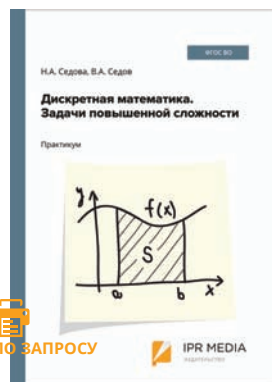 ФГОС ВО
Н.А. Седова, В.А. Седов
Дискретная математика.
Задачи повышенной сложности
Практикум
y
f(x)
S
a
b
x
ПО ЗАПРОСУ
IPR MEDIA
издательство